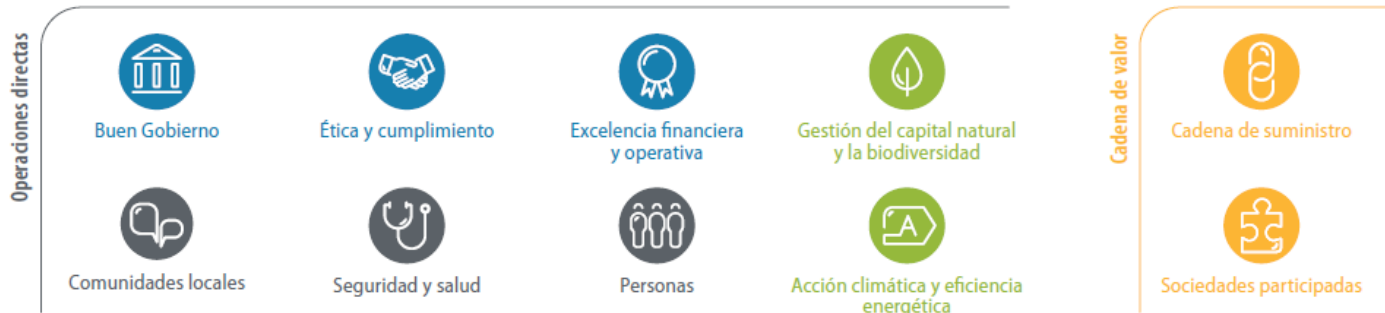 Operaciones directas
Buen Gobierno
Ética y cumplimiento
Excelencia financiera
y operativa
Gestión del capital natural
y la biodiversidad
Comunidades locales
Seguridad y salud
Personas
A
Acción climática y eficiencia
energética
Cadena de valor
Cadena de suministro
Sociedades participadas